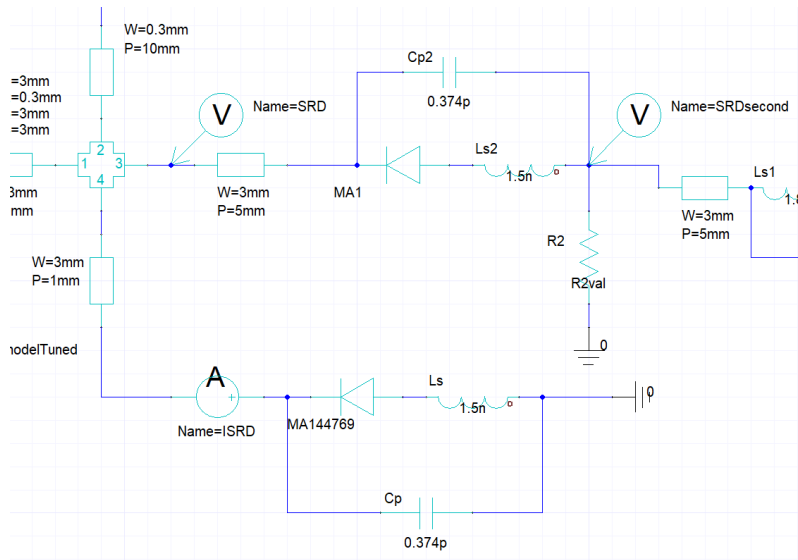 W=0.3mm
P=10mm
=3mm
=0.3mm
=3mm
=3mm
2
1
3
4
V
Name=SRD
Cp2
0.374p
V
Name=SRDsecond
3mm
mm
W=3mm
P=5mm
MA1
Ls2
1.5n
Ls1
W=3mm
P=5mm
R2
R2val
0
W=3mm
P=1mm
nodelTuned
A
+
Name=ISRD
MA144769
Ls
1.5n
0
Cp
0.374p